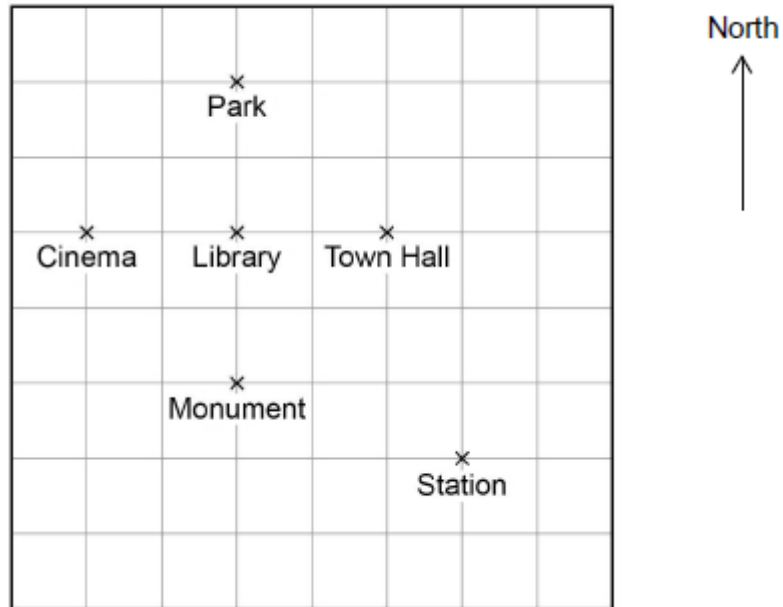 North
Park
Cinema
Library
Town Hall
Monument
Station